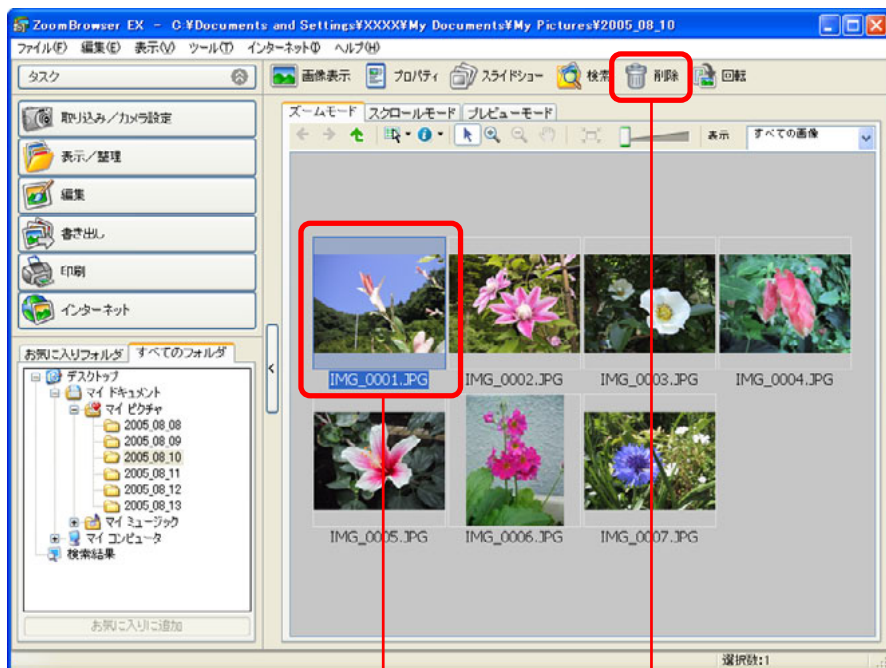 ZoomBrowser EX - C:¥Documents and Settings¥XXXX¥My Documents¥My Pictures¥2005_08_10
ファイル(F) 編集(E) 表示(V) ツール(T) インターネット(I) ヘルプ(H)
タスク
画像表示 プロパティ スライドショー 検索 削除 回転
取り込み／カメラ設定
表示／整理
編集
書き出し
印刷
インターネット
ズームモード スクロールモード プレビューモード
表示 すべての画像
IMG_0001.JPG IMG_0002.JPG IMG_0003.JPG IMG_0004.JPG
IMG_0005.JPG IMG_0006.JPG IMG_0007.JPG
お気に入りフォルダ すべてのフォルダ
デスクトップ
マイ ドキュメント
マイ ピクチャ
2005_08_08
2005_08_09
2005_08_10
2005_08_11
2005_08_12
2005_08_13
マイ ミュージック
マイ コンピュータ
検索結果
お気に入りに追加
選択数:1